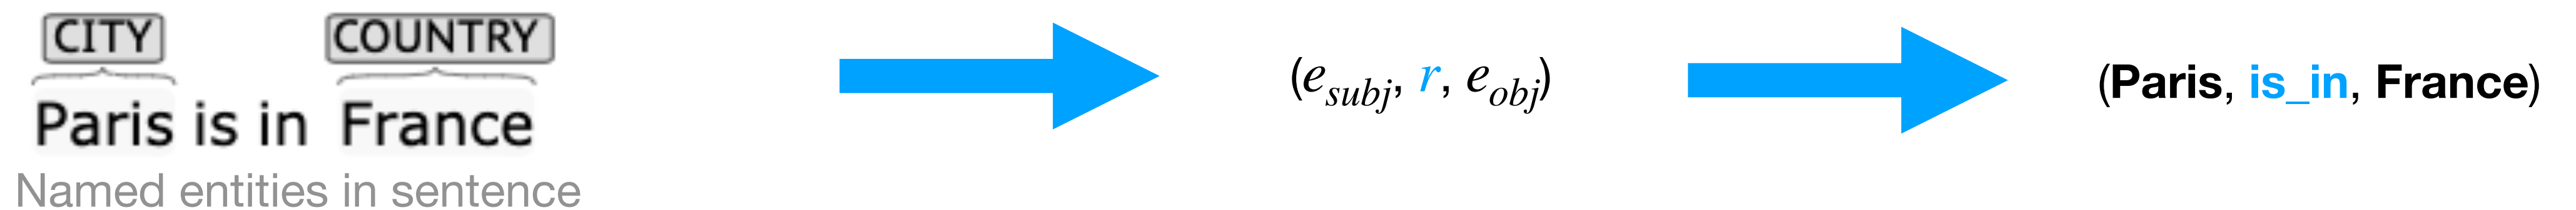 CITY COUNTRY
Paris is in France
Named entities in sentence
(e_subj, r, e_obj)
(Paris, is_in, France)